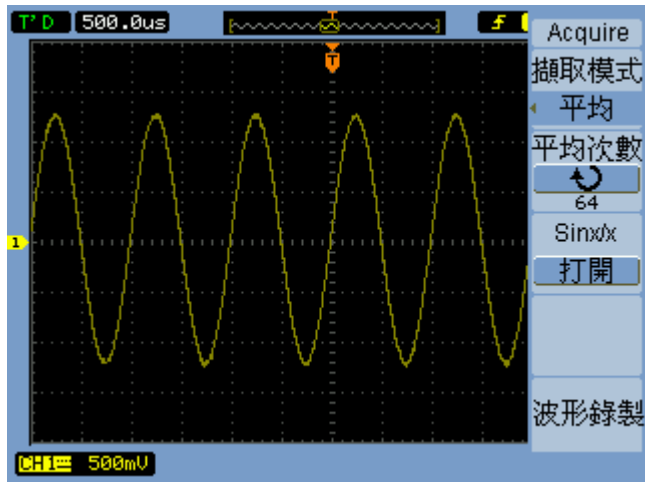 T'D 500.0us T
Acquire
擷取模式
平均
平均次數
64
Sinx/x
打開
波形錄製
T
1
CH1 500mV